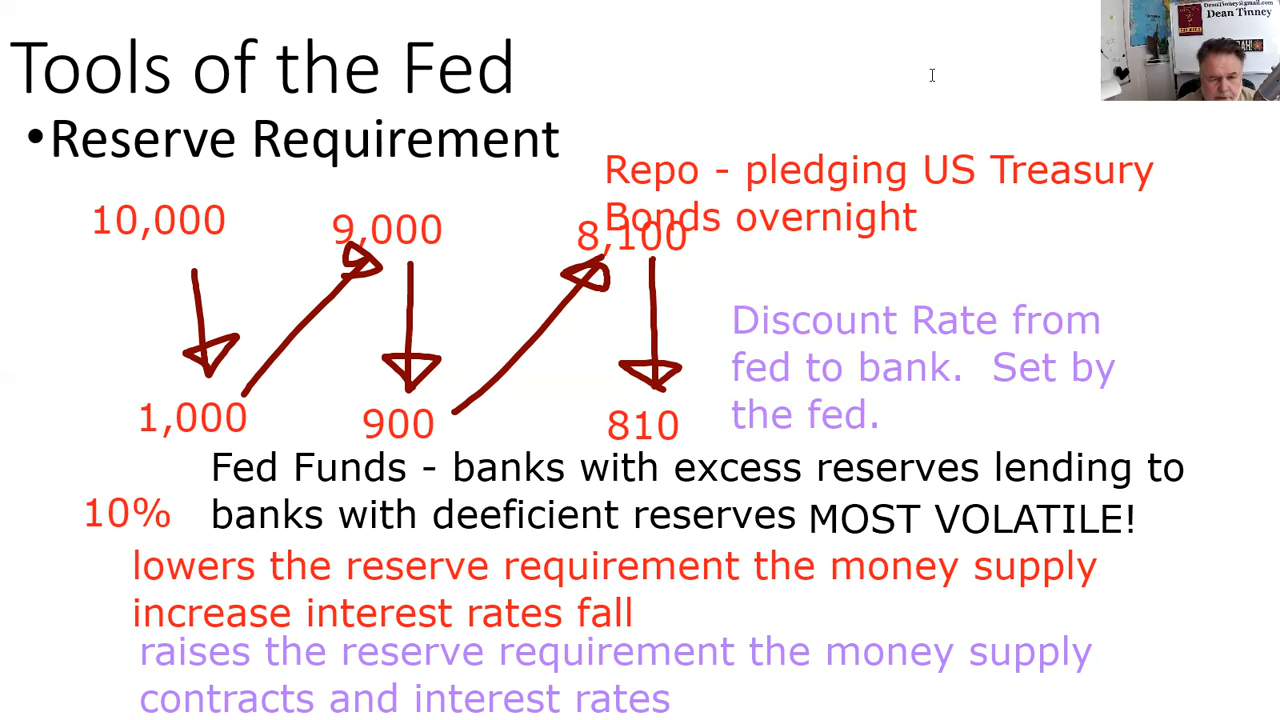 DeanTinney@gmail.com
Dean Tinney
Tools of the Fed
•Reserve Requirement
Repo - pledging US Treasury
Bonds overnight
10,000
9,000
8,100
Discount Rate from
fed to bank.  Set by
the fed.
1,000
900
810
Fed Funds - banks with excess reserves lending to
banks with deeficient reserves MOST VOLATILE!
10%
lowers the reserve requirement the money supply
increase interest rates fall
raises the reserve requirement the money supply
contracts and interest rates